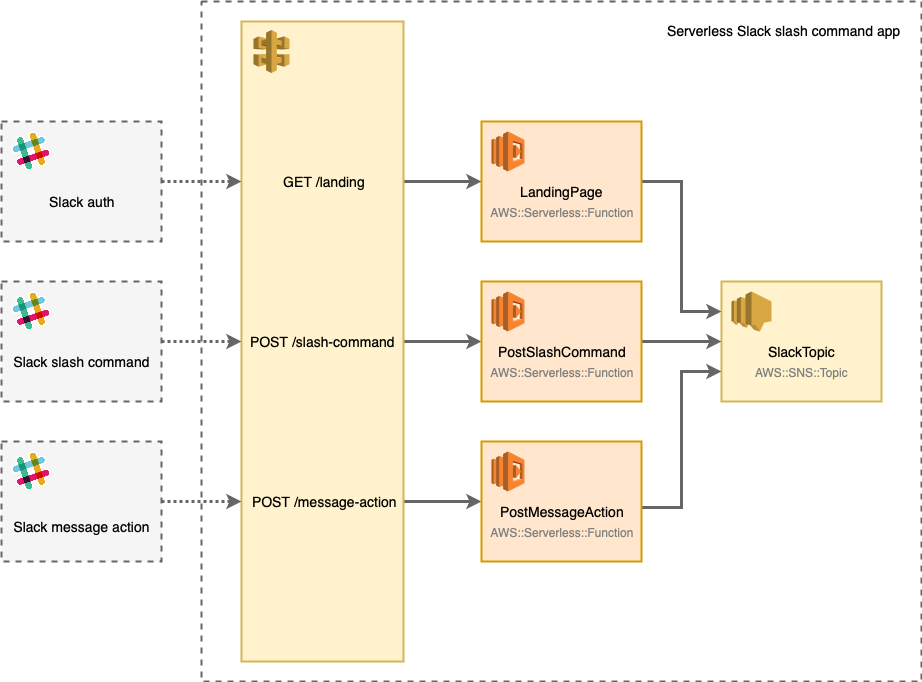 Serverless Slack slash command app
Slack auth
GET /landing
LandingPage
AWS::Serverless::Function
Slack slash command
POST /slash-command
PostSlashCommand
AWS::Serverless::Function
SlackTopic
AWS::SNS::Topic
Slack message action
POST /message-action
PostMessageAction
AWS::Serverless::Function